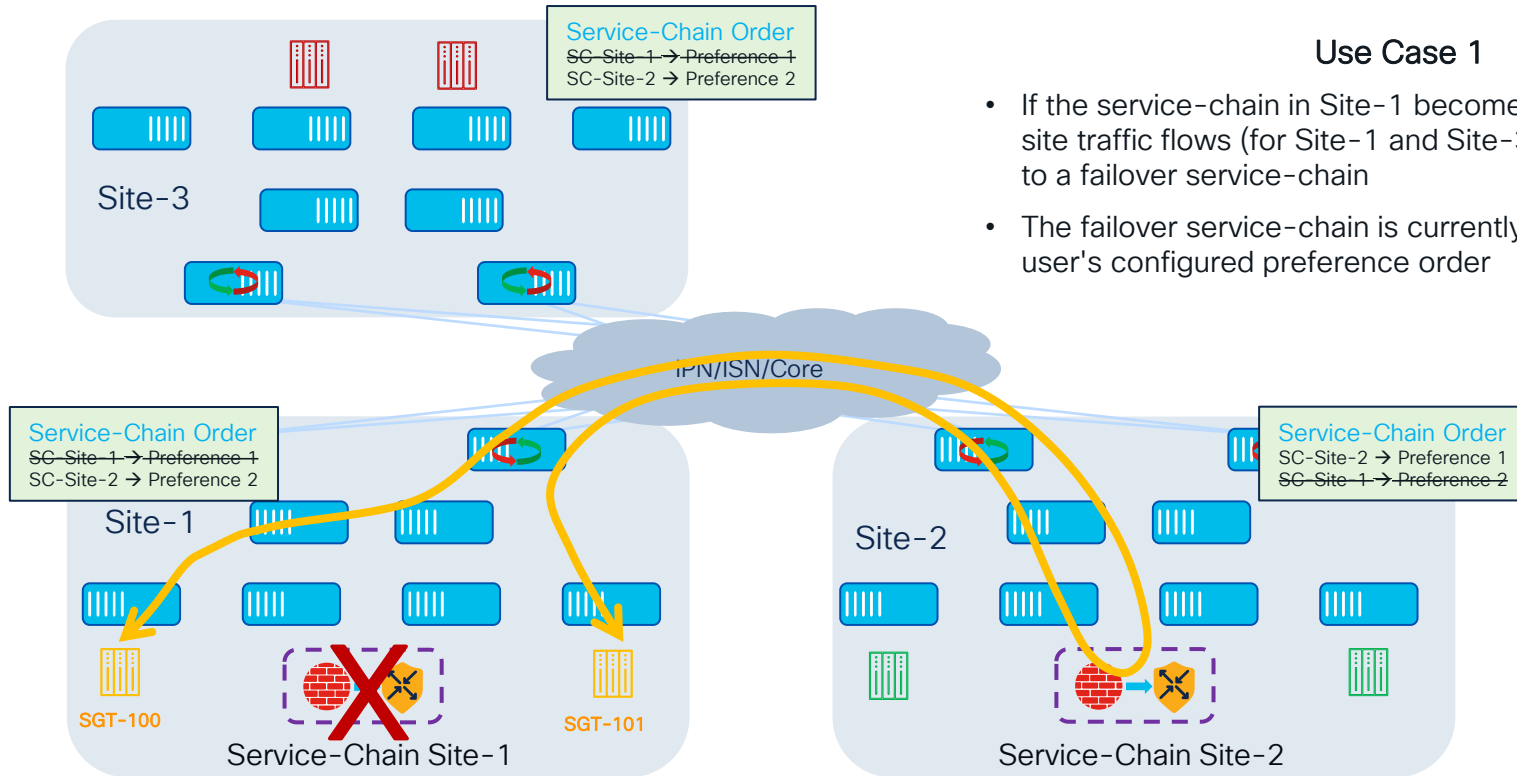 Service-Chain Order
SC-Site-1 → Preference 1
SC-Site-2 → Preference 2
Use Case 1
• If the service-chain in Site-1 become
site traffic flows (for Site-1 and Site-3
to a failover service-chain
• The failover service-chain is currently
user's configured preference order
Site-3
IPN/ISN/Core
Service-Chain Order
SC-Site-1 → Preference 1
SC-Site-2 → Preference 2
Site-1
SGT-100
SGT-101
Service-Chain Site-1
Service-Chain Order
SC-Site-2 → Preference 1
SC-Site-1 → Preference 2
Site-2
Service-Chain Site-2